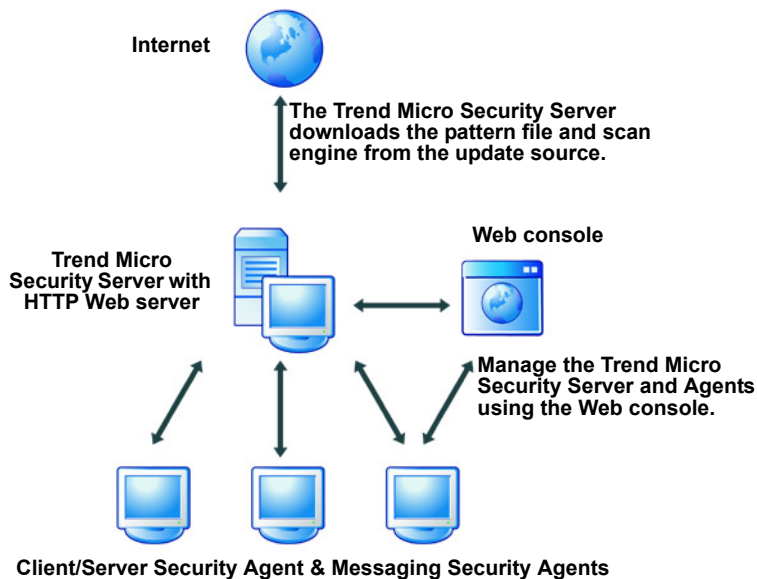 Internet
The Trend Micro Security Server
downloads the pattern file and scan
engine from the update source.
Web console
Trend Micro
Security Server with
HTTP Web server
Manage the Trend Micro
Security Server and Agents
using the Web console.
Client/Server Security Agent & Messaging Security Agents